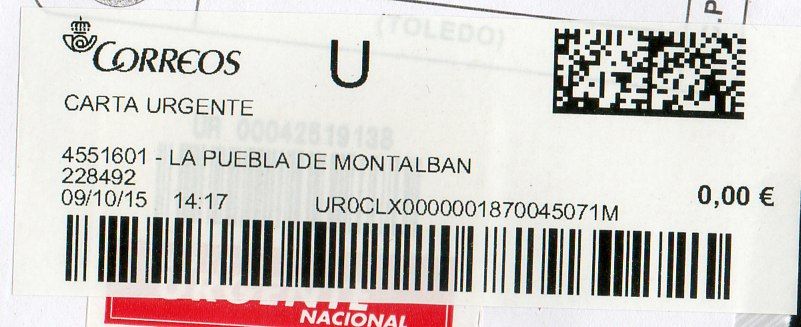 (TOLEDO)
CORREOS
U
CARTA URGENTE
UR 00042519138
4551601 - LA PUEBLA DE MONTALBAN
228492
09/10/15 14:17
UR0CLX0000001870045071M
0,00 €
URGENTE
NACIONAL